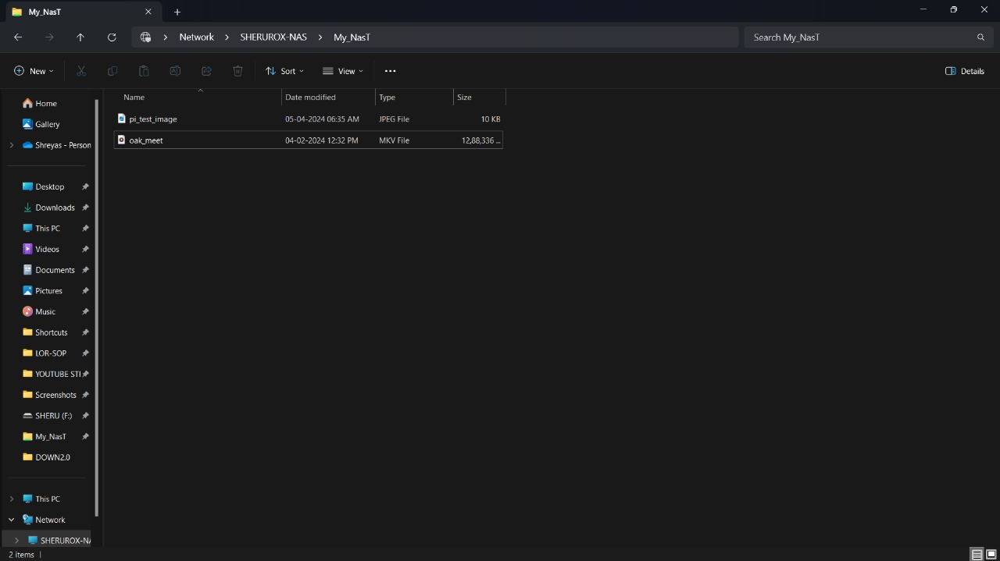 My_NasT
Network > SHERUROX-NAS > My_NasT
Search My_NasT
New
Sort
View
Details
Name Date modified Type Size
pi_test_image 05-04-2024 06:35 AM JPEG File 10 KB
oak_meet 04-02-2024 12:32 PM MKV File 12,88,336 ...
Home
Gallery
Shreyas - Person
Desktop
Downloads
This PC
Videos
Documents
Pictures
Music
Shortcuts
LOR-SOP
YOUTUBE STI
Screenshots
SHERU (F:)
My_NasT
DOWN2.0
This PC
Network
SHERUROX-NA
2 items